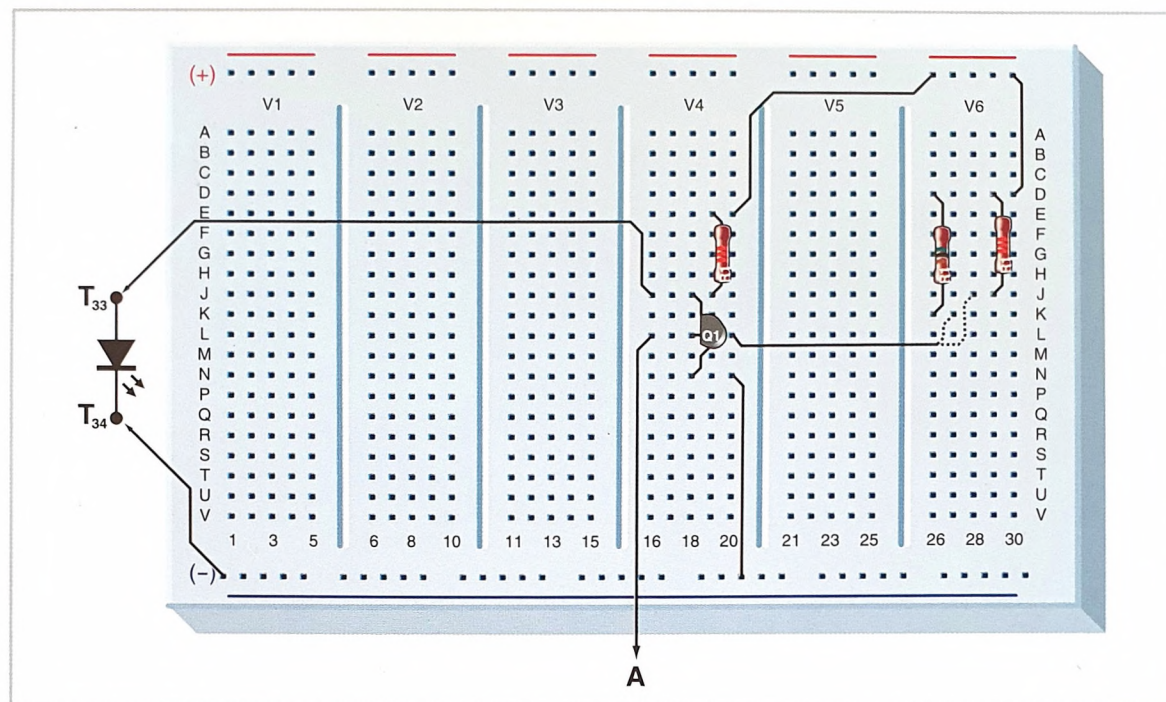 (+)
V1 V2 V3 V4 V5 V6
A A
B B
C C
D D
E E
F F
G G
H H
T33 J J
K K
L Q1 L
M M
N N
P P
T34 Q Q
R R
S S
T T
U U
V V
1 3 5 6 8 10 11 13 15 16 18 20 21 23 25 26 28 30
(−)
A